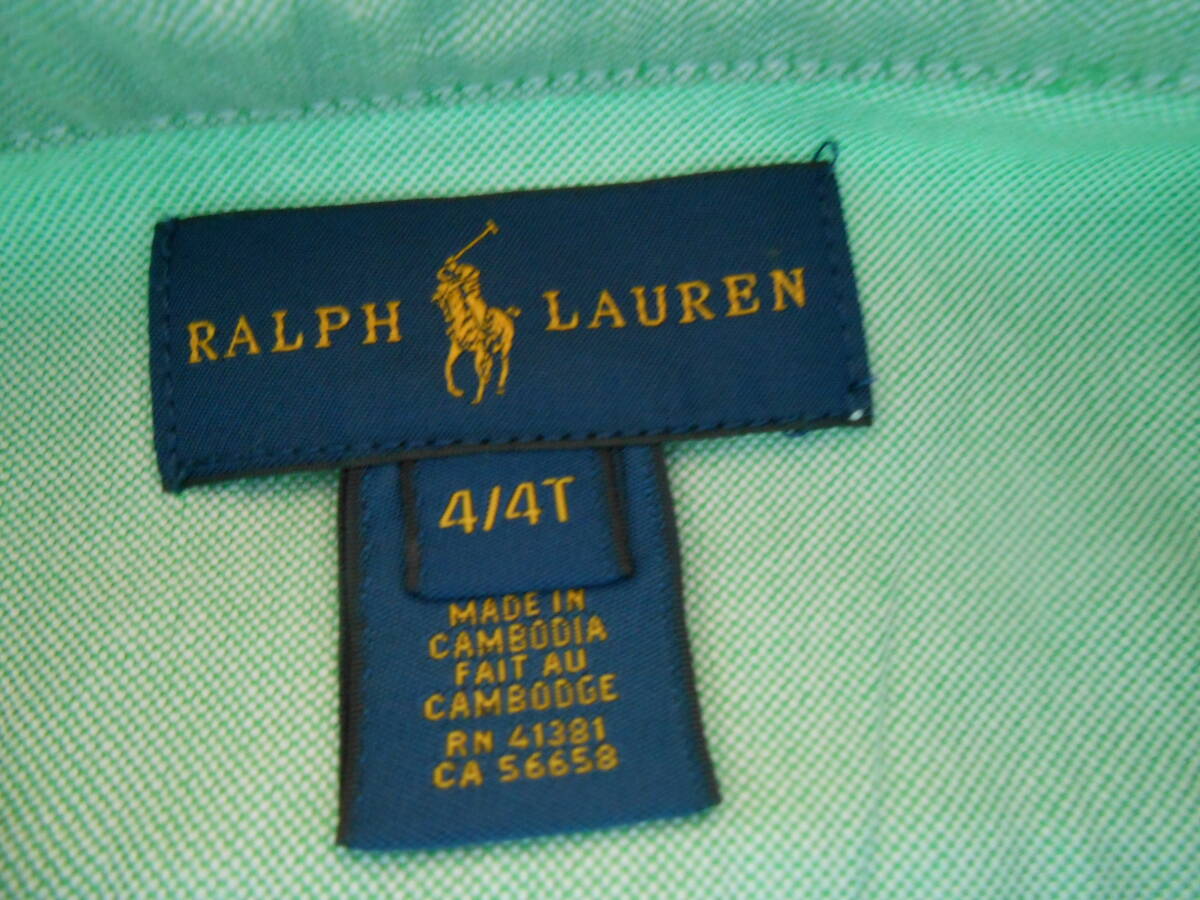 RALPH LAUREN
4/4T
MADE IN
CAMBODIA
FAIT AU
CAMBODGE
RN 41381
CA 56658